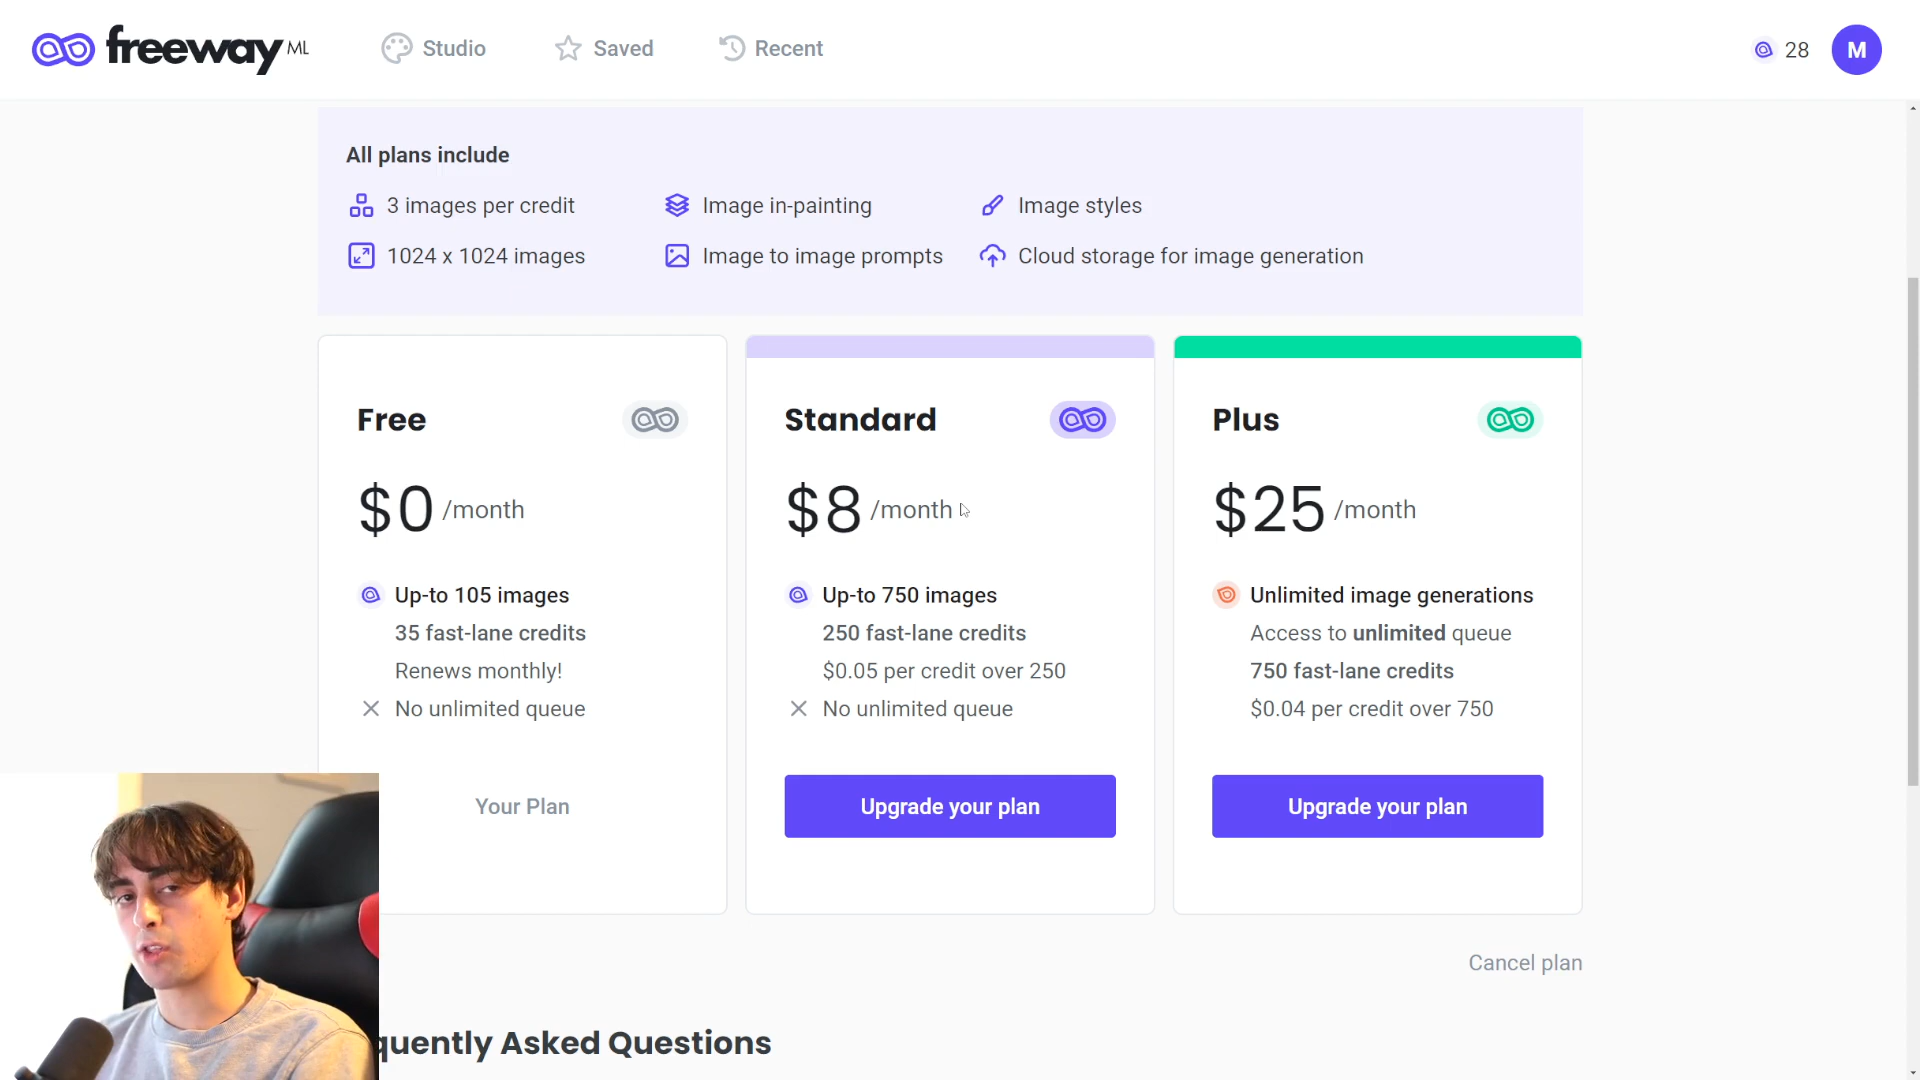 freeway ML
Studio
Saved
Recent
28
M
All plans include
3 images per credit
Image in-painting
Image styles
1024 x 1024 images
Image to image prompts
Cloud storage for image generation
Free
$0 /month
Up-to 105 images
35 fast-lane credits
Renews monthly!
No unlimited queue
Your Plan
Standard
$8 /month
Up-to 750 images
250 fast-lane credits
$0.05 per credit over 250
No unlimited queue
Upgrade your plan
Plus
$25 /month
Unlimited image generations
Access to unlimited queue
750 fast-lane credits
$0.04 per credit over 750
Upgrade your plan
Cancel plan
quently Asked Questions